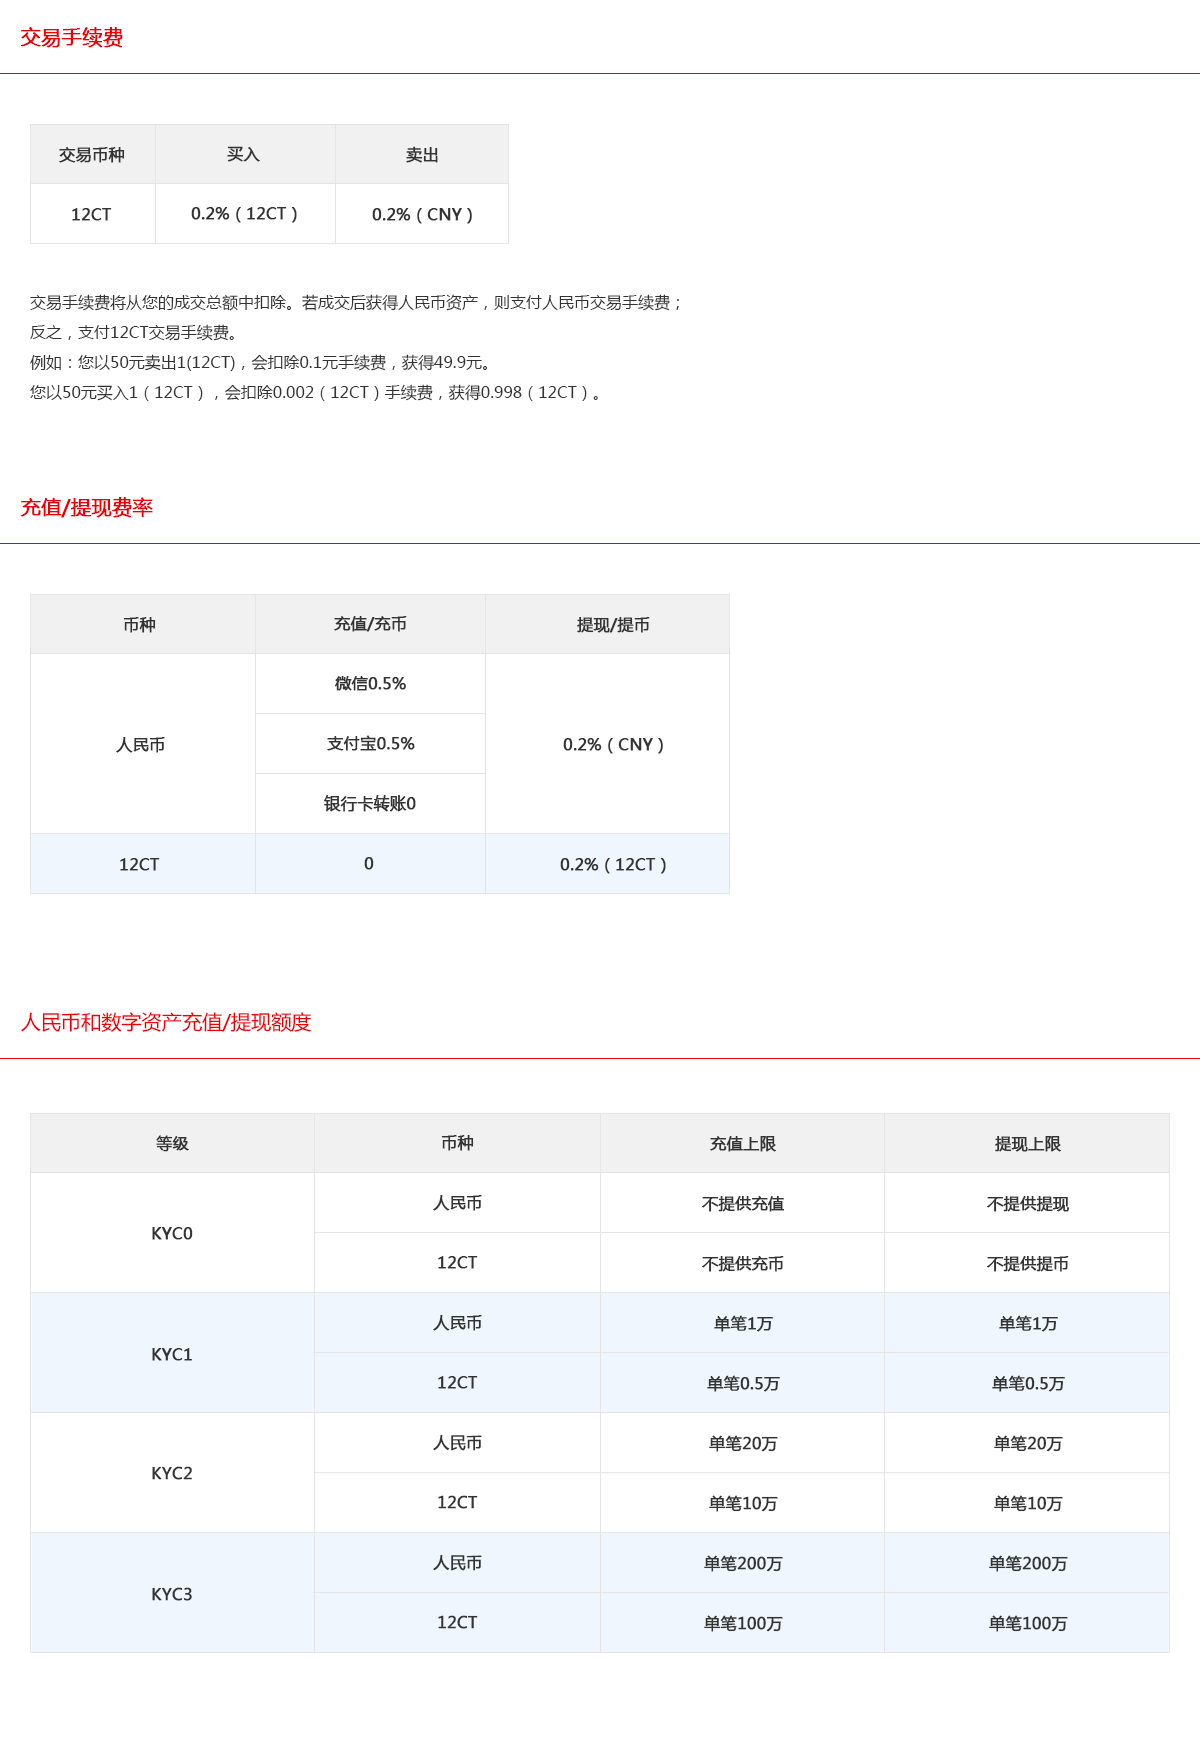 交易手续费
交易币种 买入 卖出
12CT 0.2%（12CT） 0.2%（CNY）
交易手续费将从您的成交总额中扣除。若成交后获得人民币资产，则支付人民币交易手续费；
反之，支付12CT交易手续费。
例如：您以50元卖出1(12CT)，会扣除0.1元手续费，获得49.9元。
您以50元买入1（12CT），会扣除0.002（12CT）手续费，获得0.998（12CT）。
充值/提现费率
币种 充值/充币 提现/提币
微信0.5%
人民币 支付宝0.5% 0.2%（CNY）
银行卡转账0
12CT 0 0.2%（12CT）
人民币和数字资产充值/提现额度
等级 币种 充值上限 提现上限
KYC0 人民币 不提供充值 不提供提现
12CT 不提供充币 不提供提币
KYC1 人民币 单笔1万 单笔1万
12CT 单笔0.5万 单笔0.5万
KYC2 人民币 单笔20万 单笔20万
12CT 单笔10万 单笔10万
KYC3 人民币 单笔200万 单笔200万
12CT 单笔100万 单笔100万